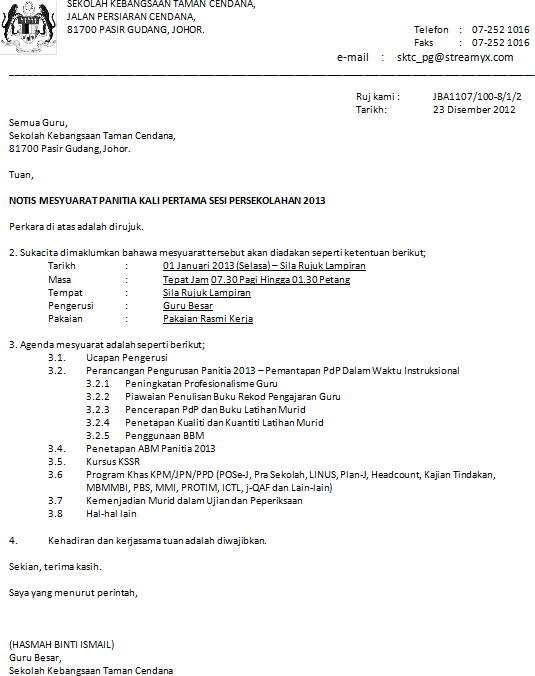 SEKOLAH KEBANGSAAN TAMAN CENDANA,
JALAN PERSIARAN CENDANA,
81700 PASIR GUDANG, JOHOR.
Telefon : 07-252 1016
Faks : 07-252 1016
e-mail : sktc_pg@streamyx.com
Ruj kami : JBA1107/100-8/1/2
Tarikh: 23 Disember 2012
Semua Guru,
Sekolah Kebangsaan Taman Cendana,
81700 Pasir Gudang, Johor.
Tuan,
NOTIS MESYUARAT PANITIA KALI PERTAMA SESI PERSEKOLAHAN 2013
Perkara di atas adalah dirujuk.
2. Sukacita dimaklumkan bahawa mesyuarat tersebut akan diadakan seperti ketentuan berikut;
Tarikh : 01 Januari 2013 (Selasa) – Sila Rujuk Lampiran
Masa : Tepat Jam 07.30 Pagi Hingga 01.30 Petang
Tempat : Sila Rujuk Lampiran
Pengerusi : Guru Besar
Pakaian : Pakaian Rasmi Kerja
3. Agenda mesyuarat adalah seperti berikut;
3.1. Ucapan Pengerusi
3.2. Perancangan Pengurusan Panitia 2013 – Pemantapan PdP Dalam Waktu Instruksional
3.2.1 Peningkatan Profesionalisme Guru
3.2.2 Piawaian Penulisan Buku Rekod Pengajaran Guru
3.2.3 Pencerapan PdP dan Buku Latihan Murid
3.2.4 Penetapan Kualiti dan Kuantiti Latihan Murid
3.2.5 Penggunaan BBM
3.4. Penetapan ABM Panitia 2013
3.5. Kursus KSSR
3.6 Program Khas KPM/JPN/PPD (POSe-J, Pra Sekolah, LINUS, Plan-J, Headcount, Kajian Tindakan,
MBMMBI, PBS, MMI, PROTIM, ICTL, j-QAF dan Lain-lain)
3.7 Kemenjadian Murid dalam Ujian dan Peperiksaan
3.8 Hal-hal lain
4. Kehadiran dan kerjasama tuan adalah diwajibkan.
Sekian, terima kasih.
Saya yang menurut perintah,
(HASMAH BINTI ISMAIL)
Guru Besar,
Sekolah Kebangsaan Taman Cendana